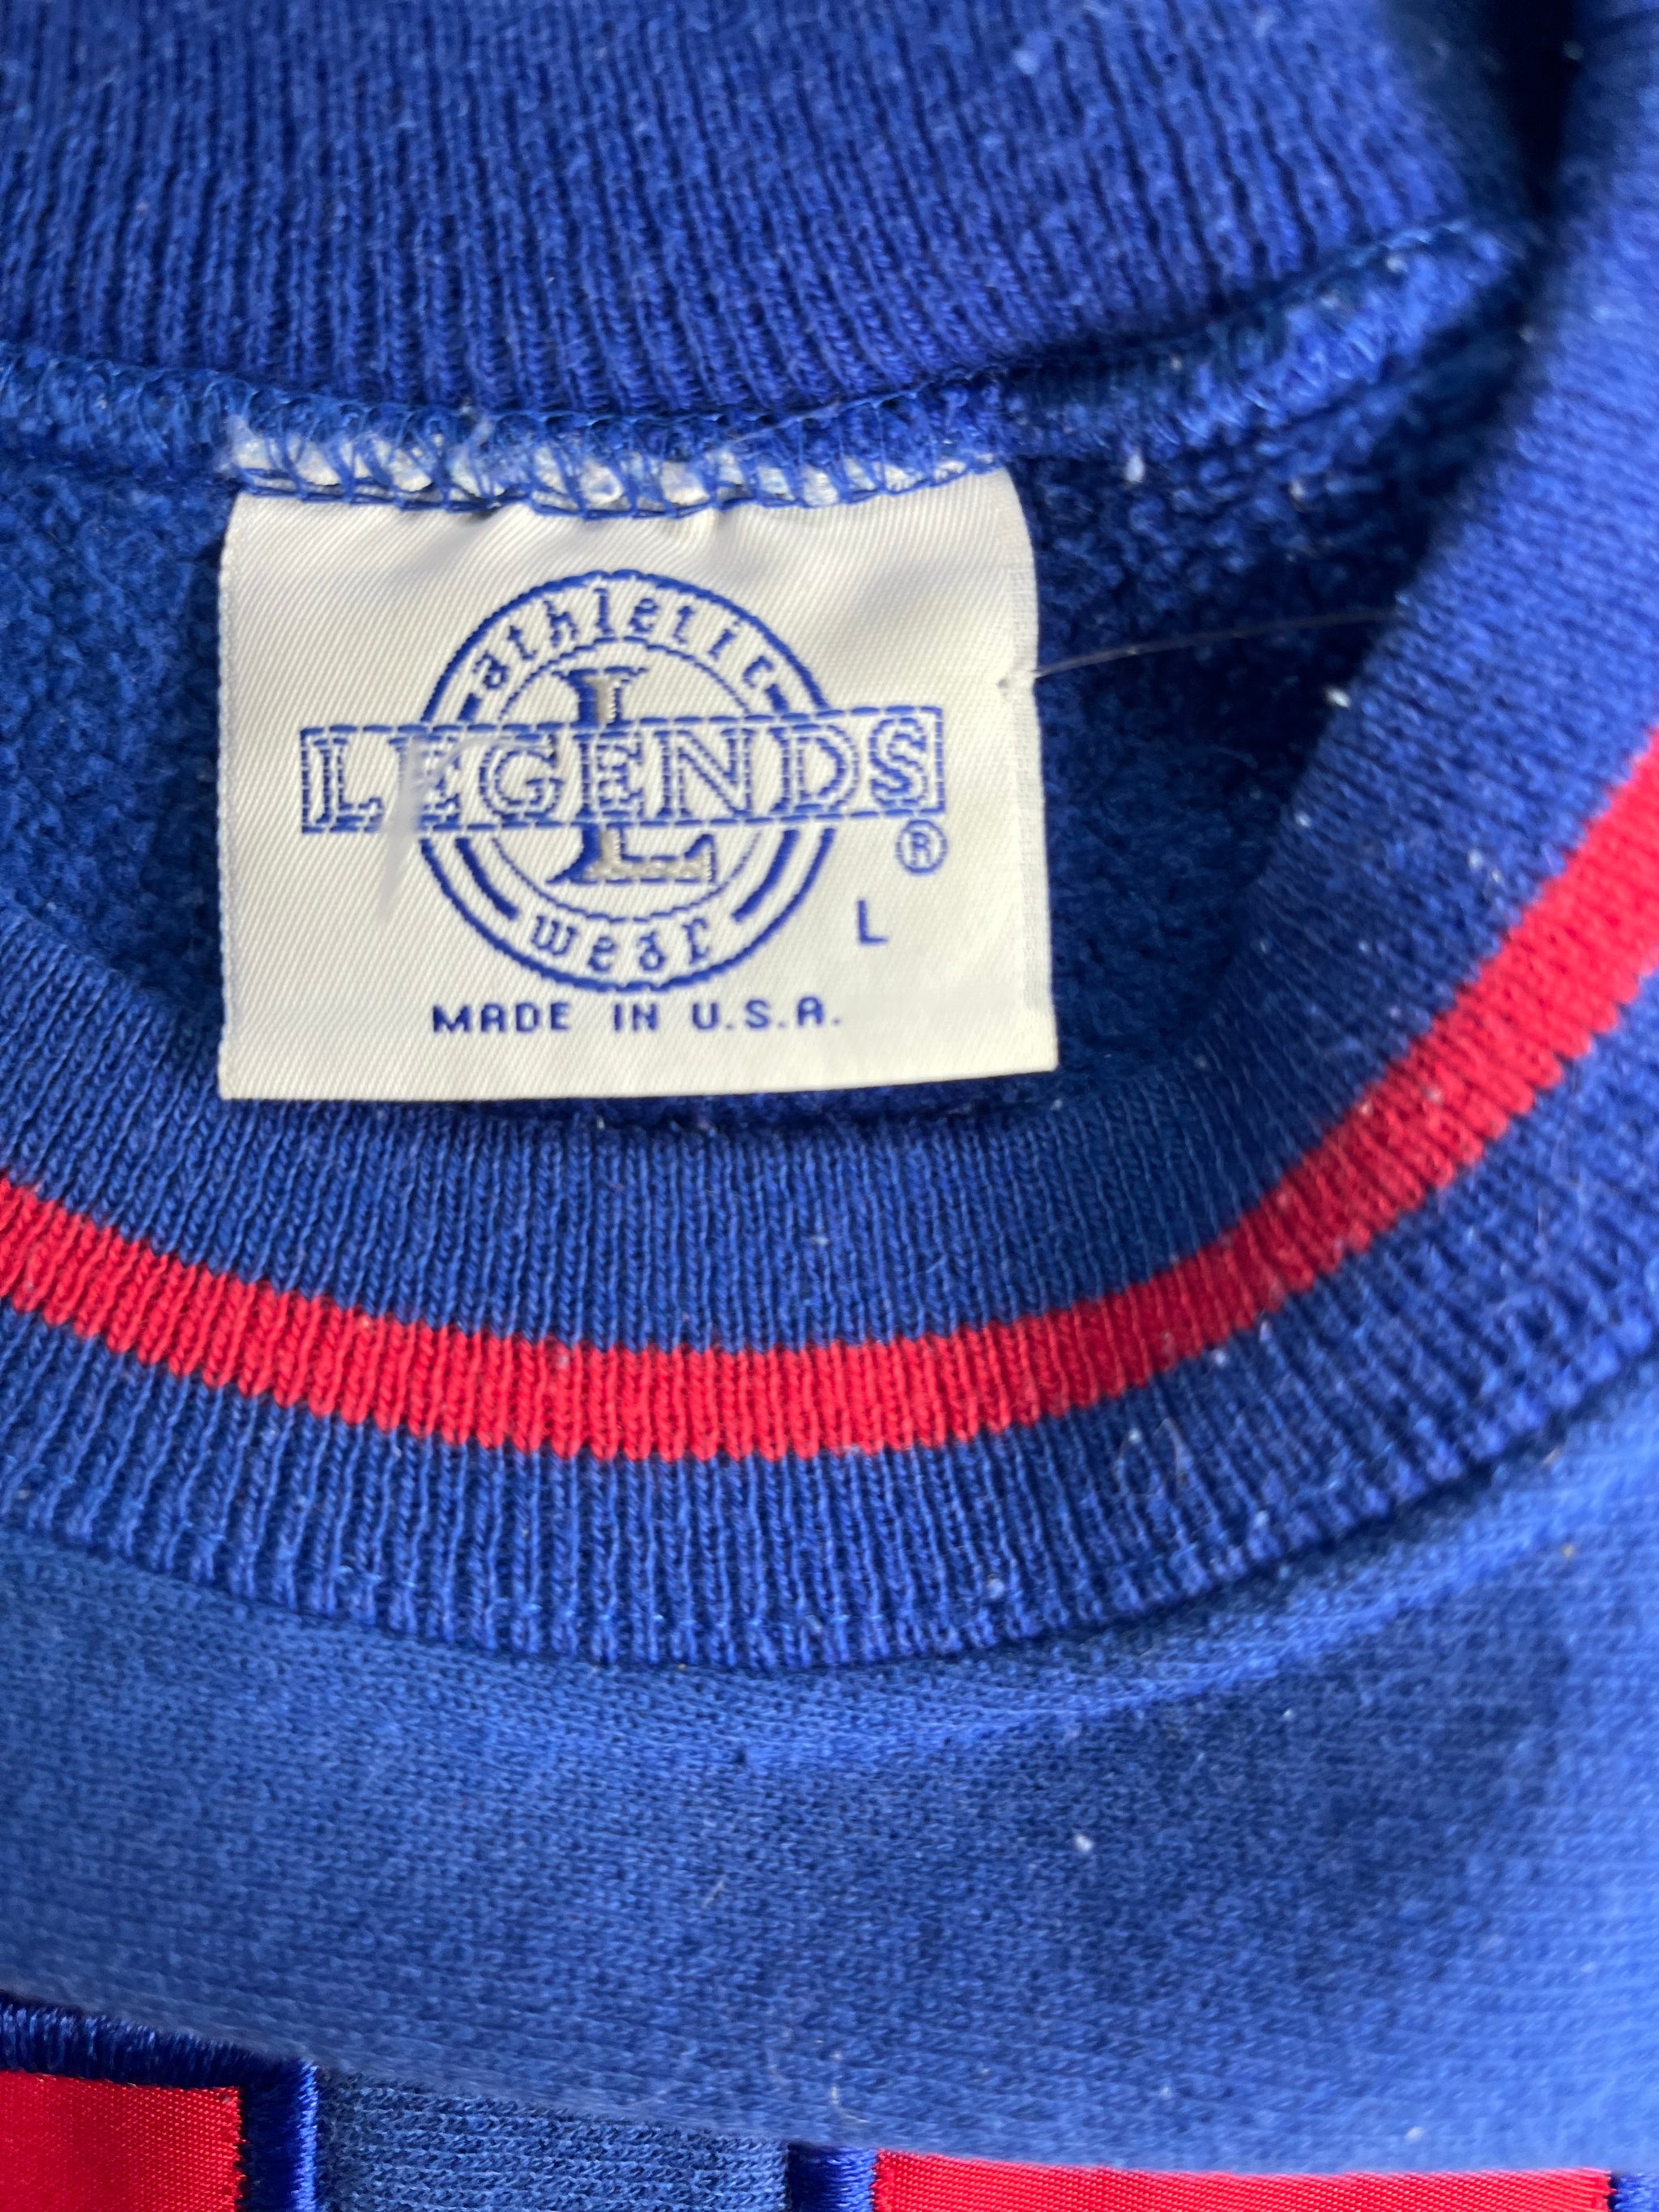 athletic
L
LEGENDS
®
wear
L
MADE IN U.S.A.